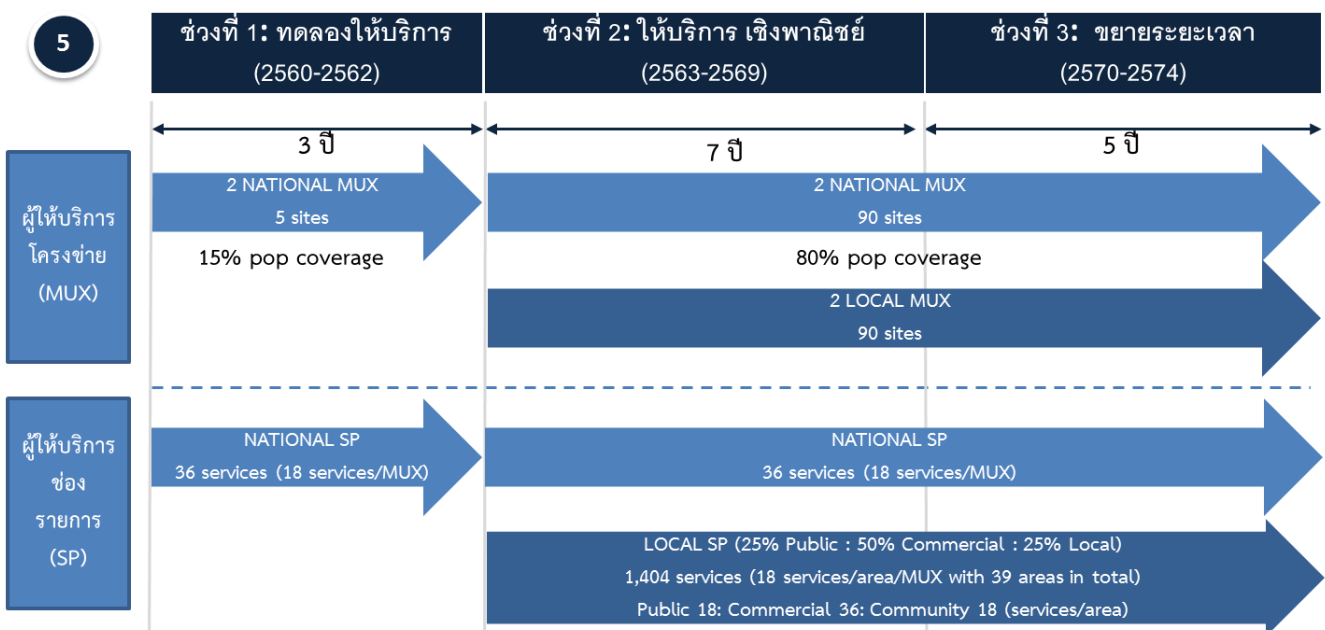 5
ช่วงที่ 1: ทดลองให้บริการ
(2560-2562)
ช่วงที่ 2: ให้บริการ เชิงพาณิชย์
(2563-2569)
ช่วงที่ 3: ขยายระยะเวลา
(2570-2574)
3 ปี
7 ปี
5 ปี
ผู้ให้บริการ
โครงข่าย
(MUX)
2 NATIONAL MUX
5 sites
15% pop coverage
2 NATIONAL MUX
90 sites
80% pop coverage
2 LOCAL MUX
90 sites
ผู้ให้บริการ
ช่อง
รายการ
(SP)
NATIONAL SP
36 services (18 services/MUX)
NATIONAL SP
36 services (18 services/MUX)
LOCAL SP (25% Public : 50% Commercial : 25% Local)
1,404 services (18 services/area/MUX with 39 areas in total)
Public 18: Commercial 36: Community 18 (services/area)